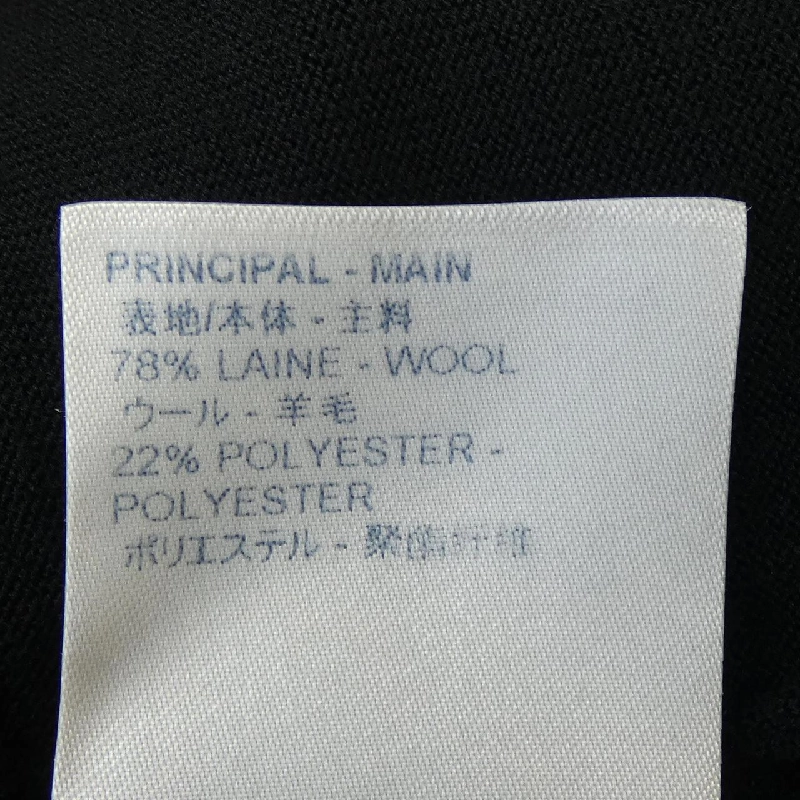 PRINCIPAL - MAIN
表地/本体 - 主料
78% LAINE - WOOL
ウール - 羊毛
22% POLYESTER -
POLYESTER
ポリエステル - 聚酯纤维